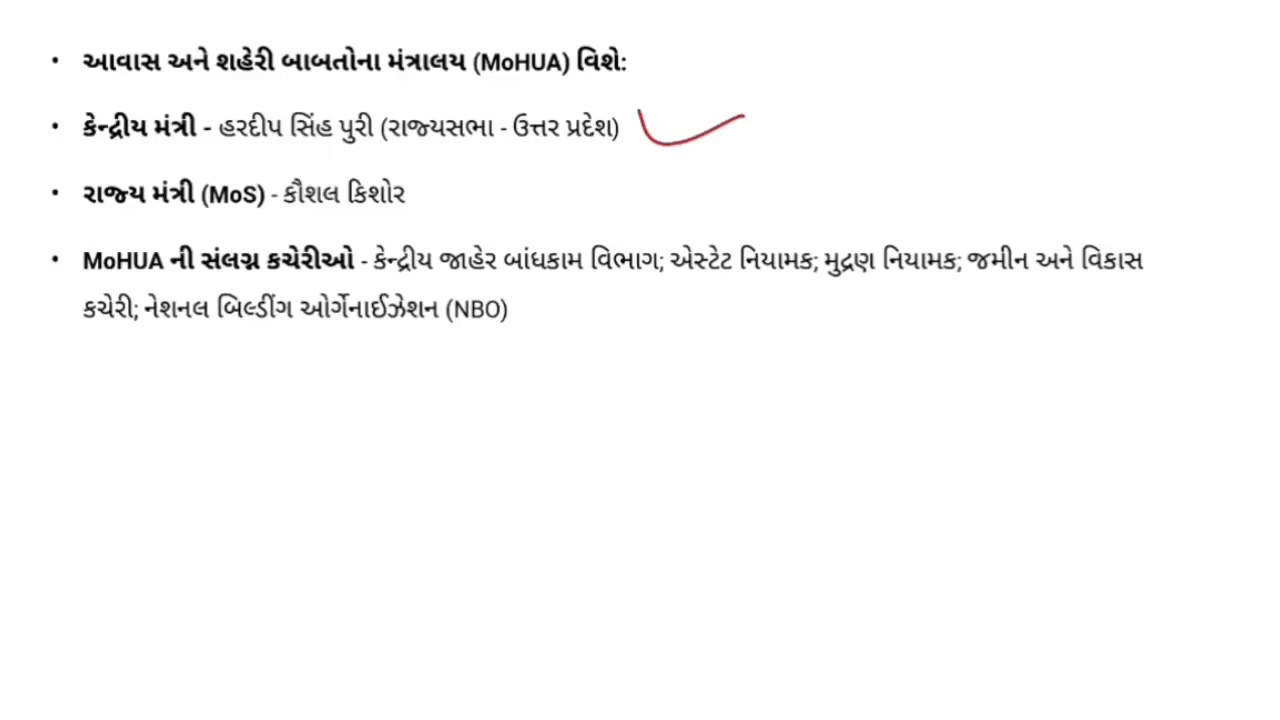 • આવાસ અને શહેરી બાબતોના મંત્રાલય (MoHUA) વિશે:
• કેન્દ્રીય મંત્રી - હરદીપ સિંહ પુરી (રાજ્યસભા - ઉત્તર પ્રદેશ)
• રાજ્ય મંત્રી (MoS) - કૌશલ કિશોર
• MoHUA ની સંલગ્ન કચેરીઓ - કેન્દ્રીય જાહેર બાંધકામ વિભાગ; એસ્ટેટ નિયામક; મુદ્રણ નિયામક; જમીન અને વિકાસ
કચેરી; નેશનલ બિલ્ડીંગ ઓર્ગેનાઈઝેશન (NBO)